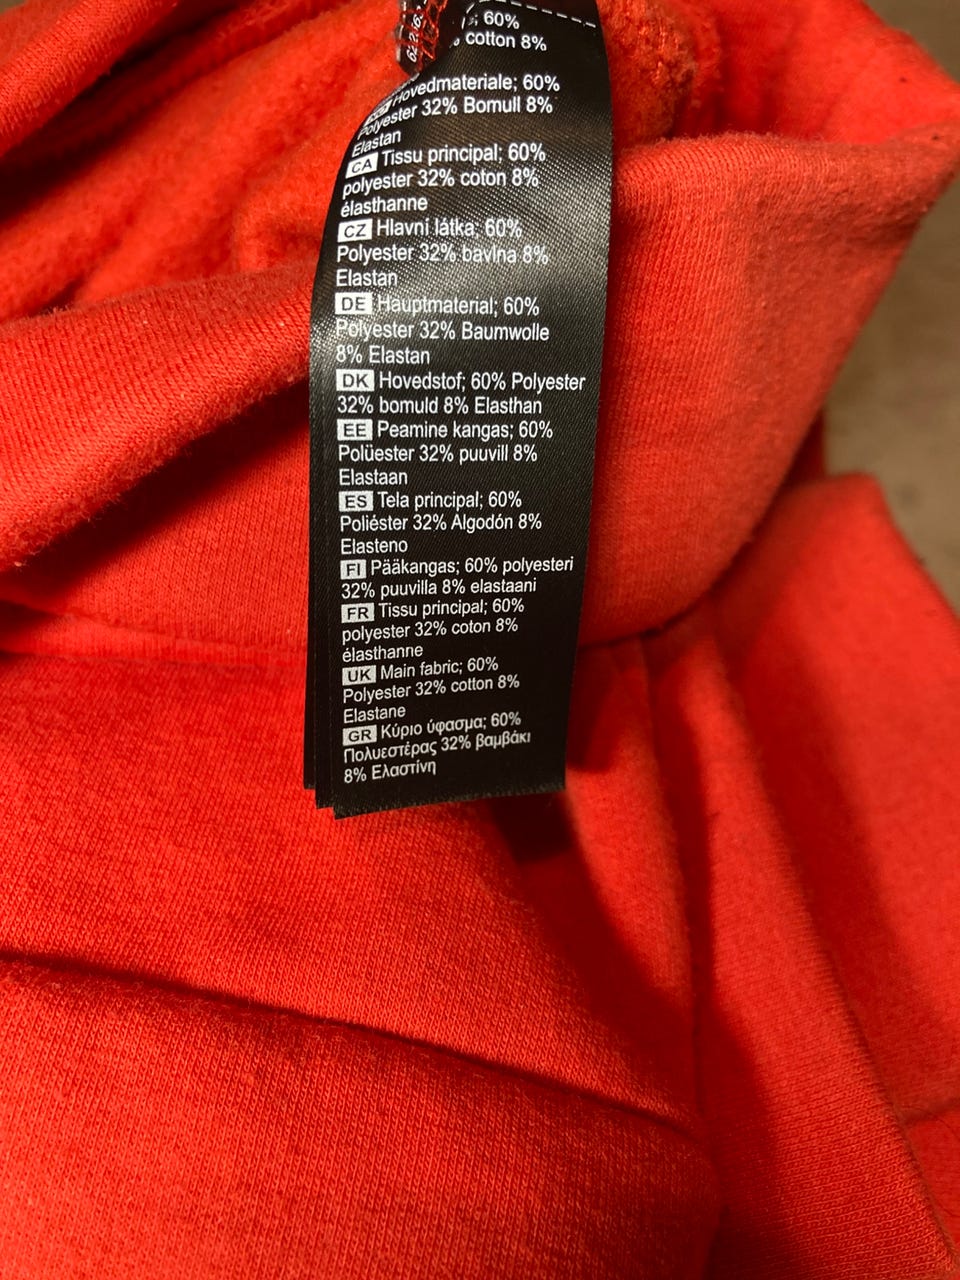 60%
cotton 8%
Hovedmateriale; 60%
Polyester 32% Bomull 8%
Elastan
CA Tissu principal; 60%
polyester 32% coton 8%
élasthanne
CZ Hlavní látka; 60%
Polyester 32% bavlna 8%
Elastan
DE Hauptmaterial; 60%
Polyester 32% Baumwolle
8% Elastan
DK Hovedstof; 60% Polyester
32% bomuld 8% Elasthan
EE Peamine kangas; 60%
Polüester 32% puuvill 8%
Elastaan
ES Tela principal; 60%
Poliéster 32% Algodón 8%
Elasteno
FI Pääkangas; 60% polyesteri
32% puuvilla 8% elastaani
FR Tissu principal; 60%
polyester 32% coton 8%
élasthanne
UK Main fabric; 60%
Polyester 32% cotton 8%
Elastane
GR Κύριο ύφασμα; 60%
Πολυεστέρας 32% βαμβάκι
8% Ελαστίνη